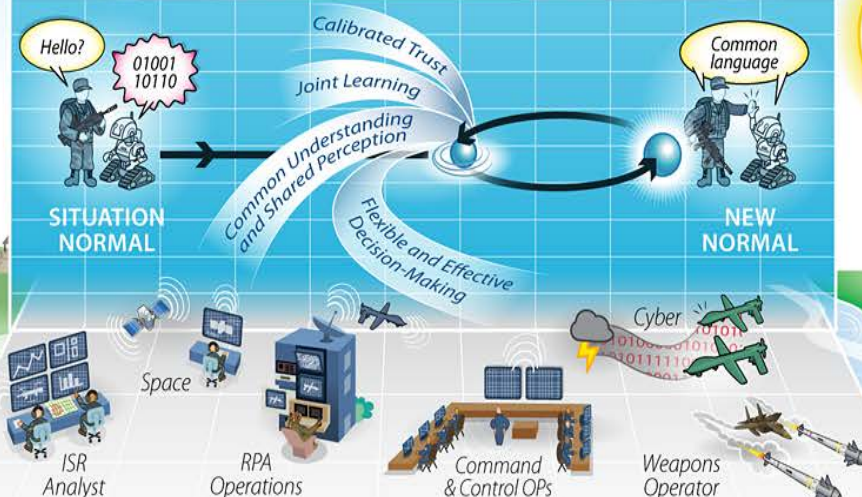 Hello?
01001
10110
SITUATION
NORMAL
Calibrated Trust
Joint Learning
Common Understanding
and Shared Perception
Flexible and Effective
Decision-Making
Common
language
NEW
NORMAL
Space
Cyber
ISR
Analyst
RPA
Operations
Command
& Control OPs
Weapons
Operator